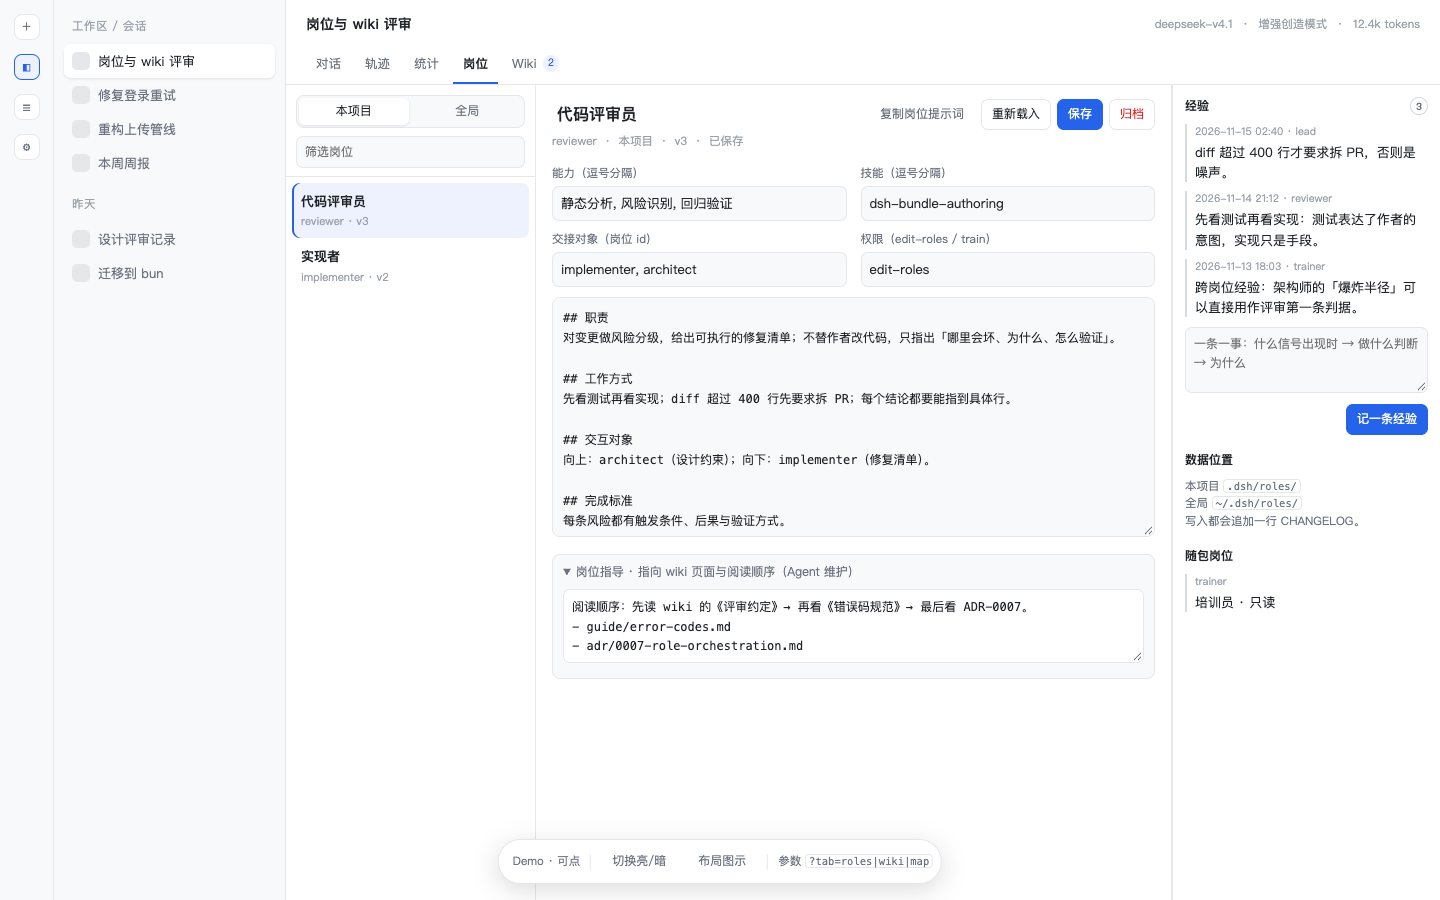 +
工作区 / 会话
岗位与 wiki 评审
修复登录重试
重构上传管线
本周周报
昨天
设计评审记录
迁移到 bun
岗位与 wiki 评审
deepseek-v4.1 · 增强创造模式 · 12.4k tokens
对话 轨迹 统计 岗位 Wiki 2
本项目 全局
筛选岗位
代码评审员
reviewer · v3
实现者
implementer · v2
代码评审员
复制岗位提示词 重新载入 保存 归档
reviewer · 本项目 · v3 · 已保存
能力（逗号分隔） 技能（逗号分隔）
静态分析, 风险识别, 回归验证 dsh-bundle-authoring
交接对象（岗位 id） 权限（edit-roles / train）
implementer, architect edit-roles
## 职责
对变更做风险分级，给出可执行的修复清单；不替作者改代码，只指出「哪里会坏、为什么、怎么验证」。
## 工作方式
先看测试再看实现；diff 超过 400 行先要求拆 PR；每个结论都要能指到具体行。
## 交互对象
向上：architect（设计约束）；向下：implementer（修复清单）。
## 完成标准
每条风险都有触发条件、后果与验证方式。
▼ 岗位指导 · 指向 wiki 页面与阅读顺序（Agent 维护）
阅读顺序：先读 wiki 的《评审约定》→ 再看《错误码规范》→ 最后看 ADR-0007。
- guide/error-codes.md
- adr/0007-role-orchestration.md
经验 3
2026-11-15 02:40 · lead
diff 超过 400 行才要求拆 PR，否则是
噪声。
2026-11-14 21:12 · reviewer
先看测试再看实现：测试表达了作者的
意图，实现只是手段。
2026-11-13 18:03 · trainer
跨岗位经验：架构师的「爆炸半径」可
以直接用作评审第一条判据。
一条一事：什么信号出现时 → 做什么判断
→ 为什么
记一条经验
数据位置
本项目 .dsh/roles/
全局 ~/.dsh/roles/
写入都会追加一行 CHANGELOG。
随包岗位
trainer
培训员 · 只读
Demo · 可点 切换亮/暗 布局图示 参数 ?tab=roles|wiki|map